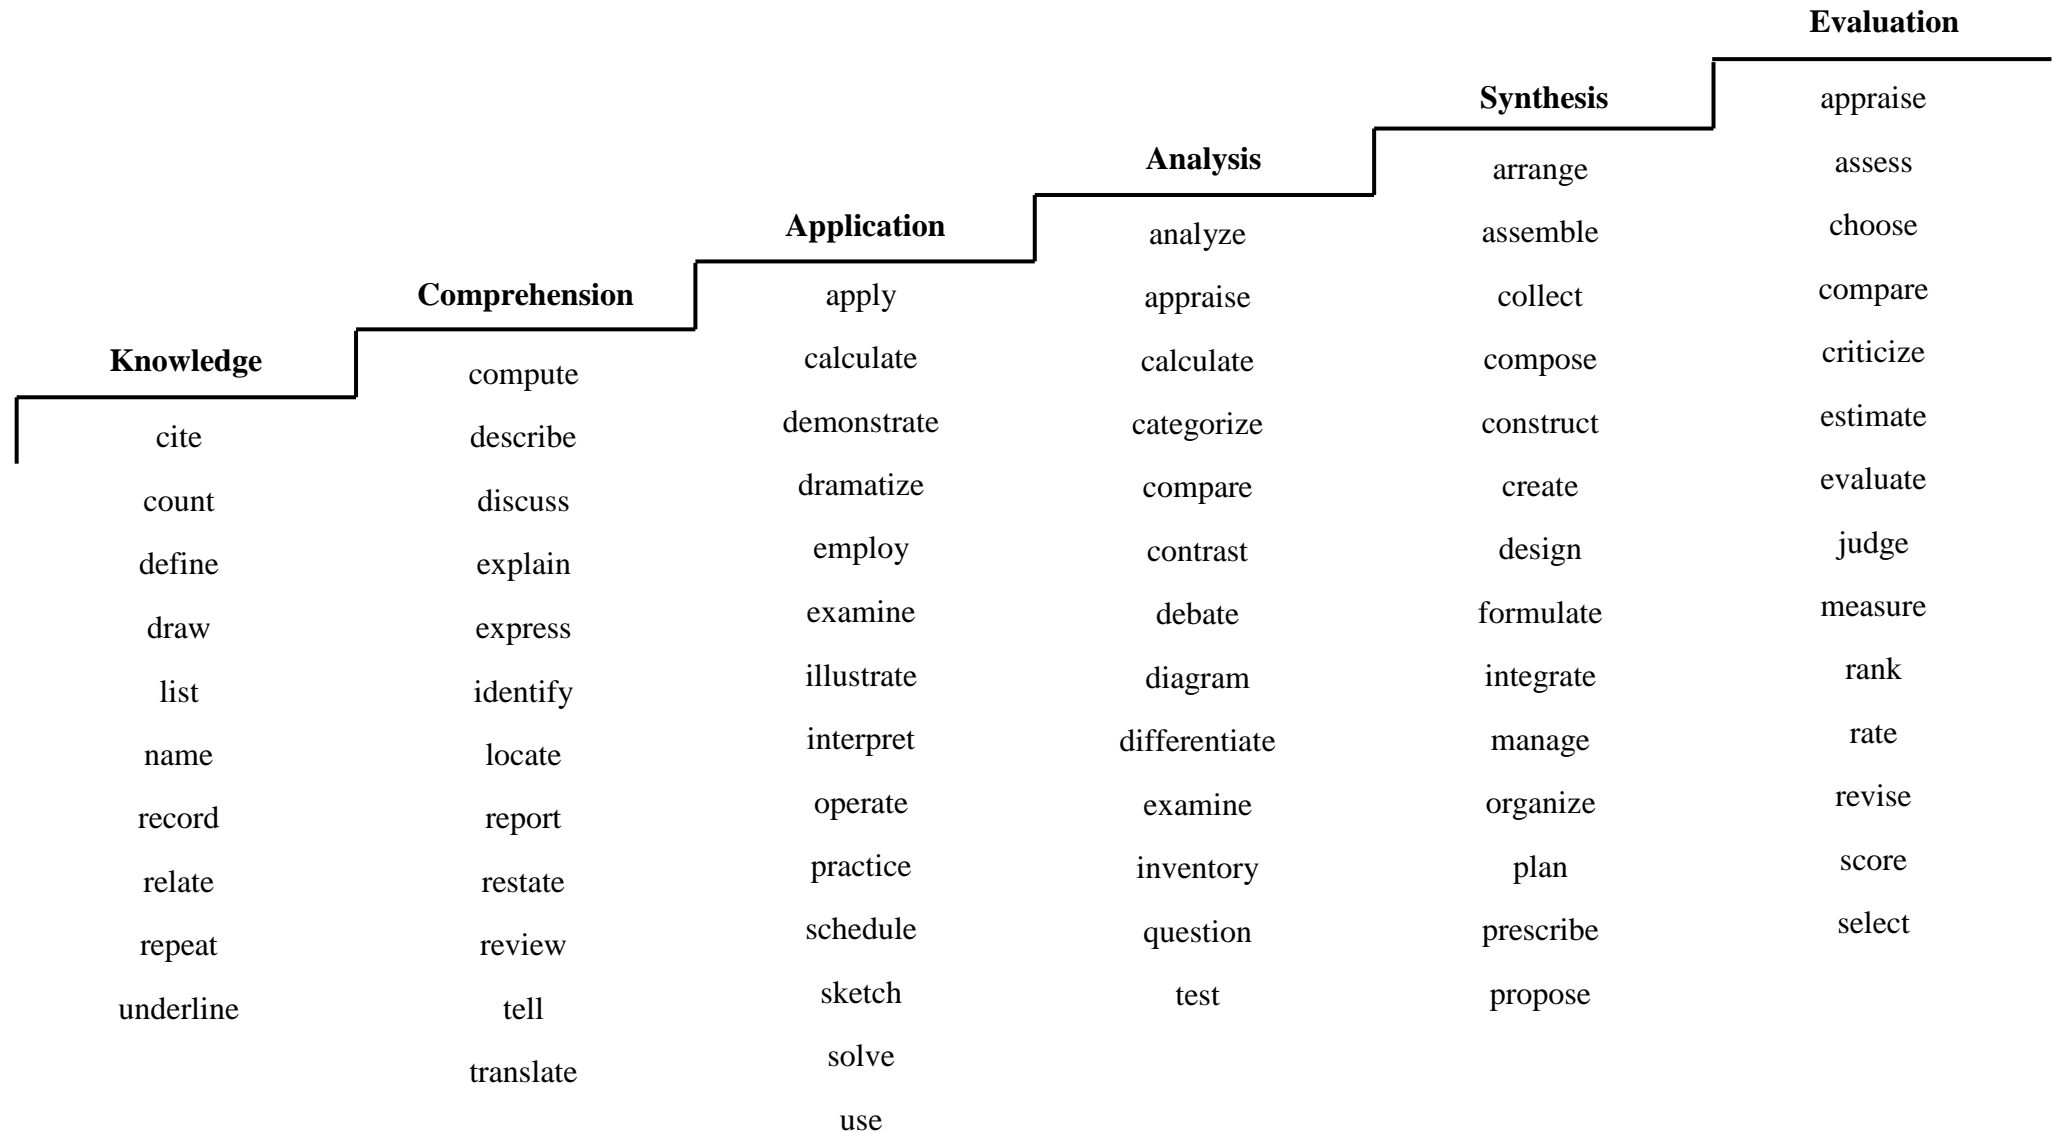 Knowledge
cite
count
define
draw
list
name
record
relate
repeat
underline
Comprehension
compute
describe
discuss
explain
express
identify
locate
report
restate
review
tell
translate
Application
apply
calculate
demonstrate
dramatize
employ
examine
illustrate
interpret
operate
practice
schedule
sketch
solve
use
Analysis
analyze
appraise
calculate
categorize
compare
contrast
debate
diagram
differentiate
examine
inventory
question
test
Synthesis
arrange
assemble
collect
compose
construct
create
design
formulate
integrate
manage
organize
plan
prescribe
propose
Evaluation
appraise
assess
choose
compare
criticize
estimate
evaluate
judge
measure
rank
rate
revise
score
select